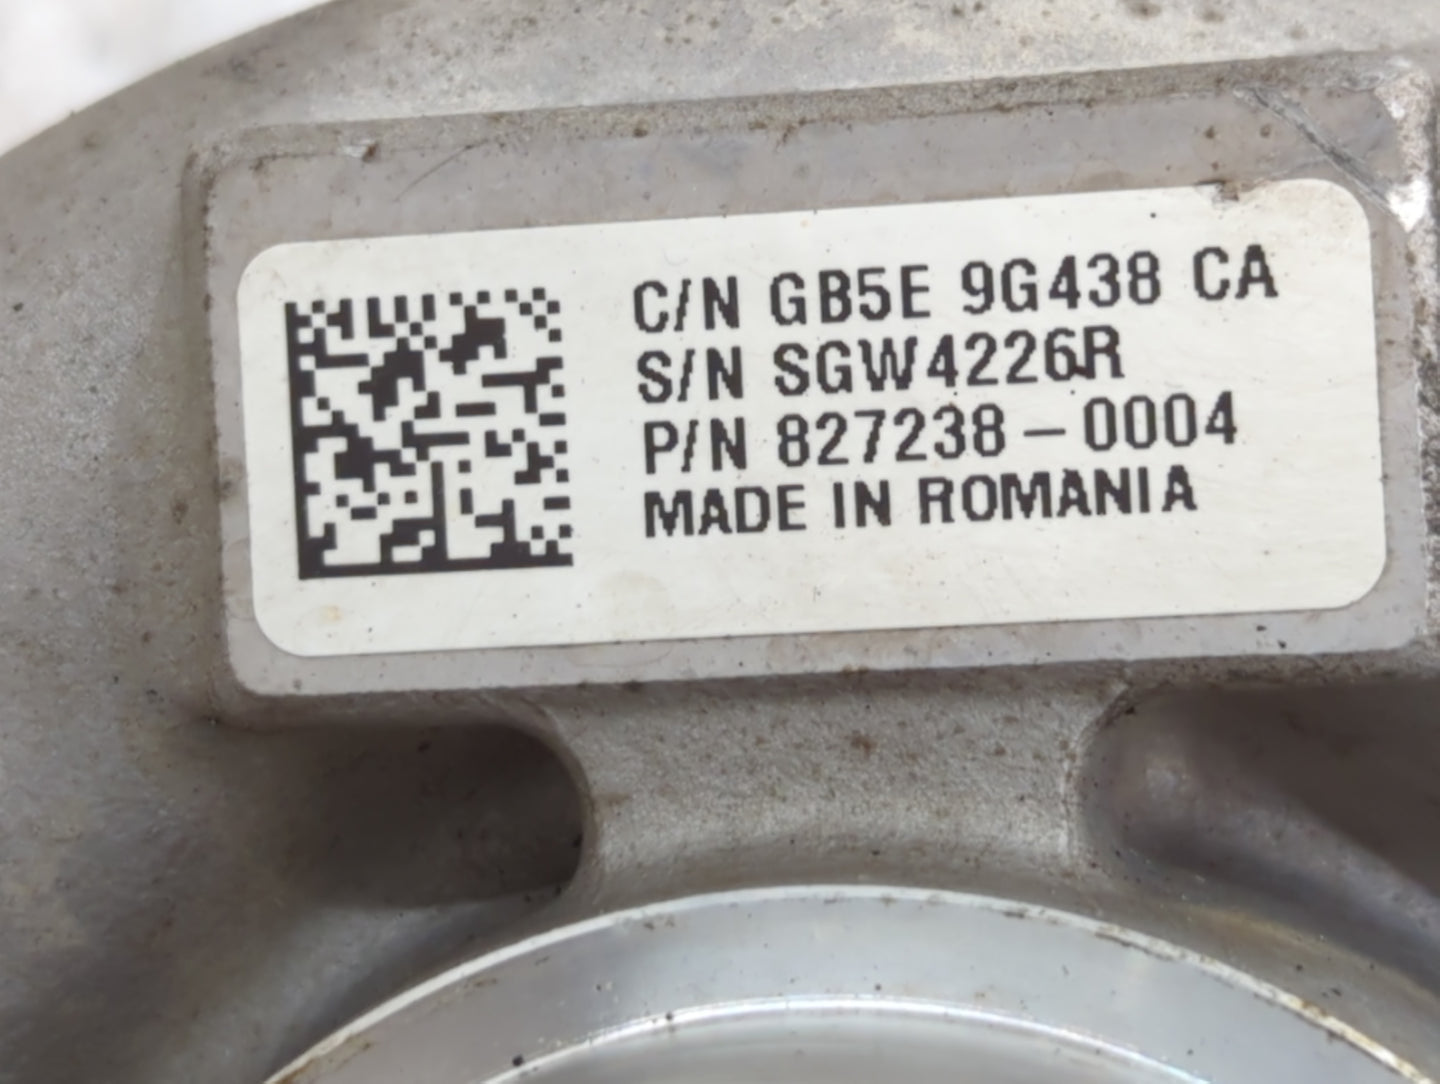 C/N GB5E 9G438 CA
S/N SGW4226R
P/N 827238-0004
MADE IN ROMANIA